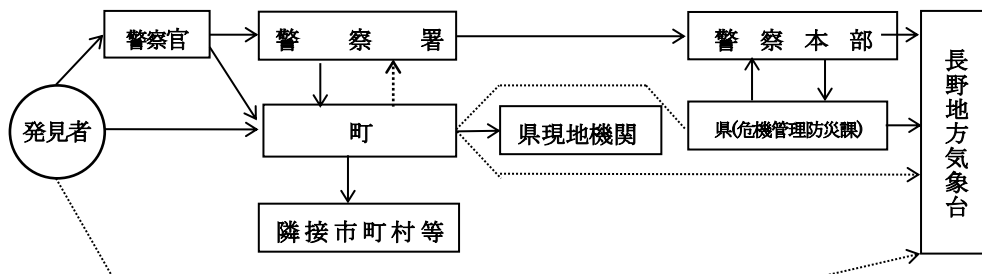 警察官
警察署
警察本部
長野地方気象台
発見者
町
県現地機関
県(危機管理防災課)
隣接市町村等